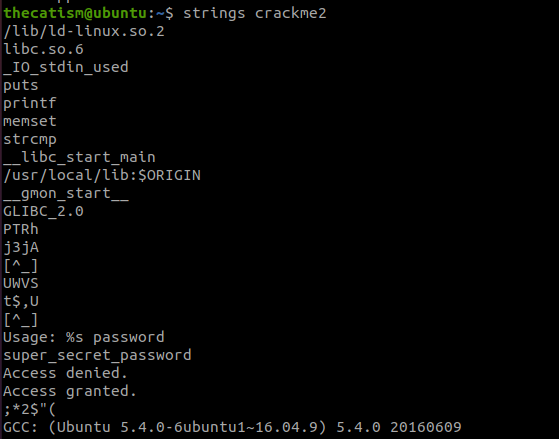 thecatism@ubuntu:~$ strings crackme2
/lib/ld-linux.so.2
libc.so.6
_IO_stdin_used
puts
printf
memset
strcmp
__libc_start_main
/usr/local/lib:$ORIGIN
__gmon_start__
GLIBC_2.0
PTRh
j3jA
[^_]
UWVS
t$,U
[^_]
Usage: %s password
super_secret_password
Access denied.
Access granted.
;*2$"(
GCC: (Ubuntu 5.4.0-6ubuntu1~16.04.9) 5.4.0 20160609